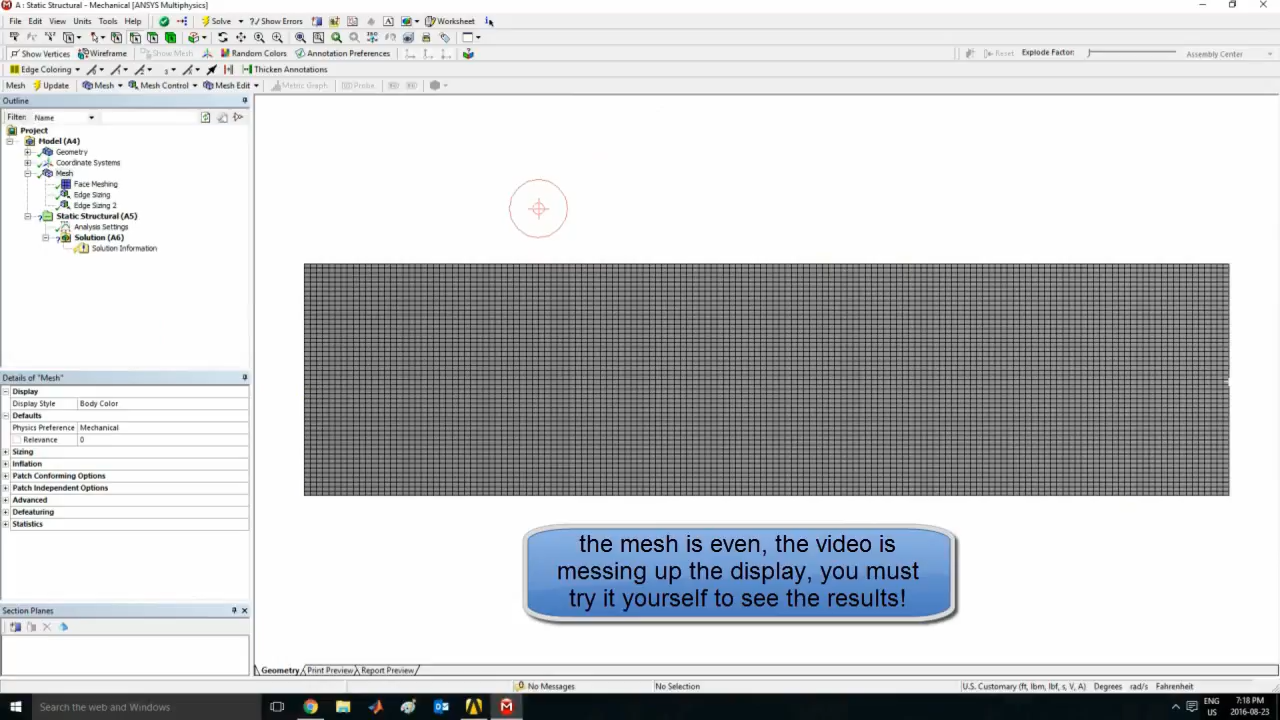 A : Static Structural - Mechanical [ANSYS Multiphysics]
File Edit View Units Tools Help Solve ?/ Show Errors Worksheet
Show Vertices Wireframe Show Mesh Random Colors Annotation Preferences Reset Explode Factor: Assembly Center
Edge Coloring Thicken Annotations
Mesh Update Mesh Mesh Control Mesh Edit Metric Graph Probe
Outline
Filter: Name
Project
Model (A4)
Geometry
Coordinate Systems
Mesh
Face Meshing
Edge Sizing
Edge Sizing 2
Static Structural (A5)
Analysis Settings
Solution (A6)
Solution Information
Details of "Mesh"
Display
Display Style Body Color
Defaults
Physics Preference Mechanical
Relevance 0
Sizing
Inflation
Patch Conforming Options
Patch Independent Options
Advanced
Defeaturing
Statistics
the mesh is even, the video is
messing up the display, you must
try it yourself to see the results!
Section Planes
Geometry Print Preview Report Preview
No Messages No Selection U.S. Customary (ft, lbm, lbf, s, V, A) Degrees rad/s Fahrenheit
Search the web and Windows
ENG 7:18 PM
US 2016-08-23